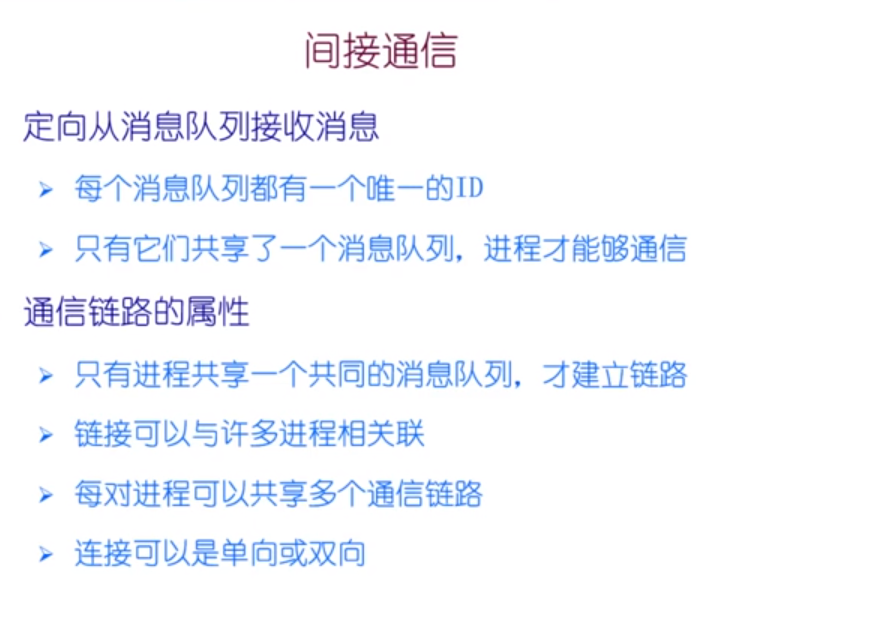 间接通信
定向从消息队列接收消息
➢ 每个消息队列都有一个唯一的ID
➢ 只有它们共享了一个消息队列，进程才能够通信
通信链路的属性
➢ 只有进程共享一个共同的消息队列，才建立链路
➢ 链接可以与许多进程相关联
➢ 每对进程可以共享多个通信链路
➢ 连接可以是单向或双向